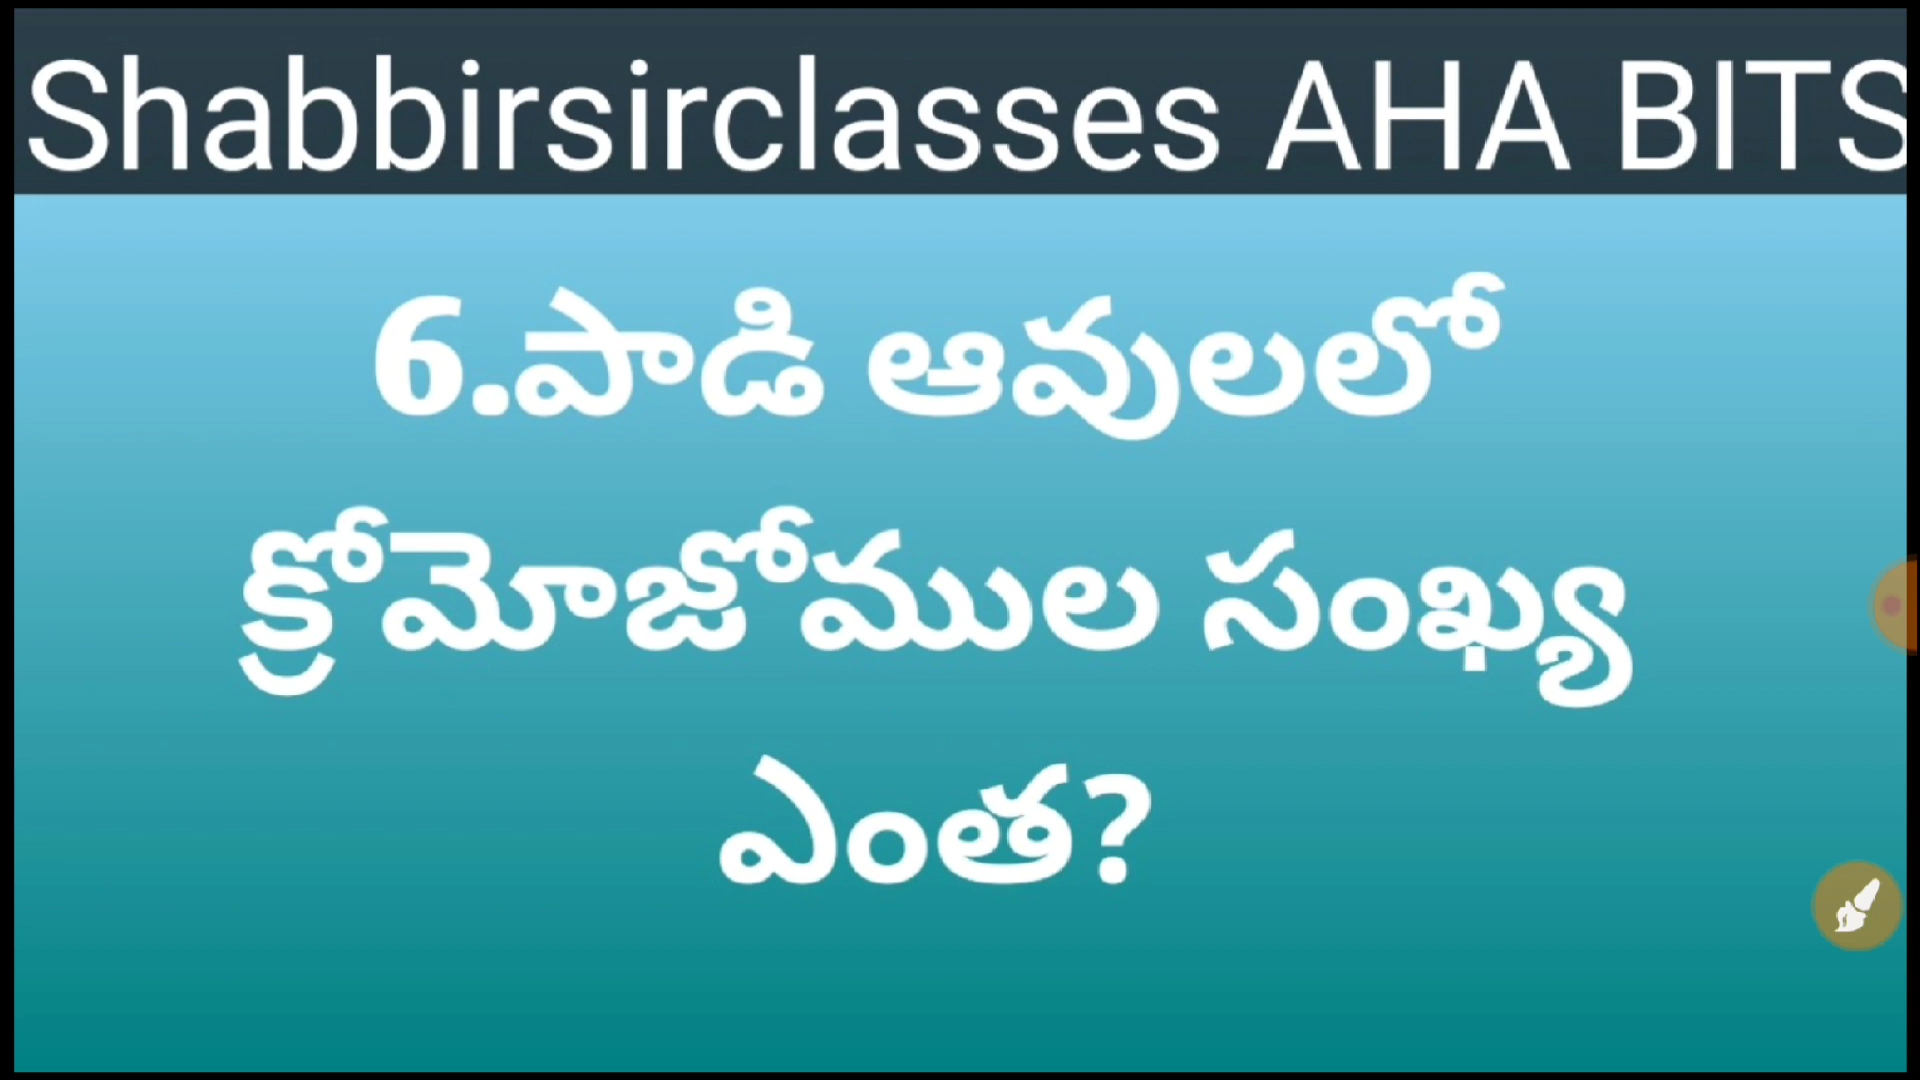 Shabbirsirclasses AHA BITS
6.పాడి ఆవులలో
క్రోమోజోముల సంఖ్య
ఎంత?